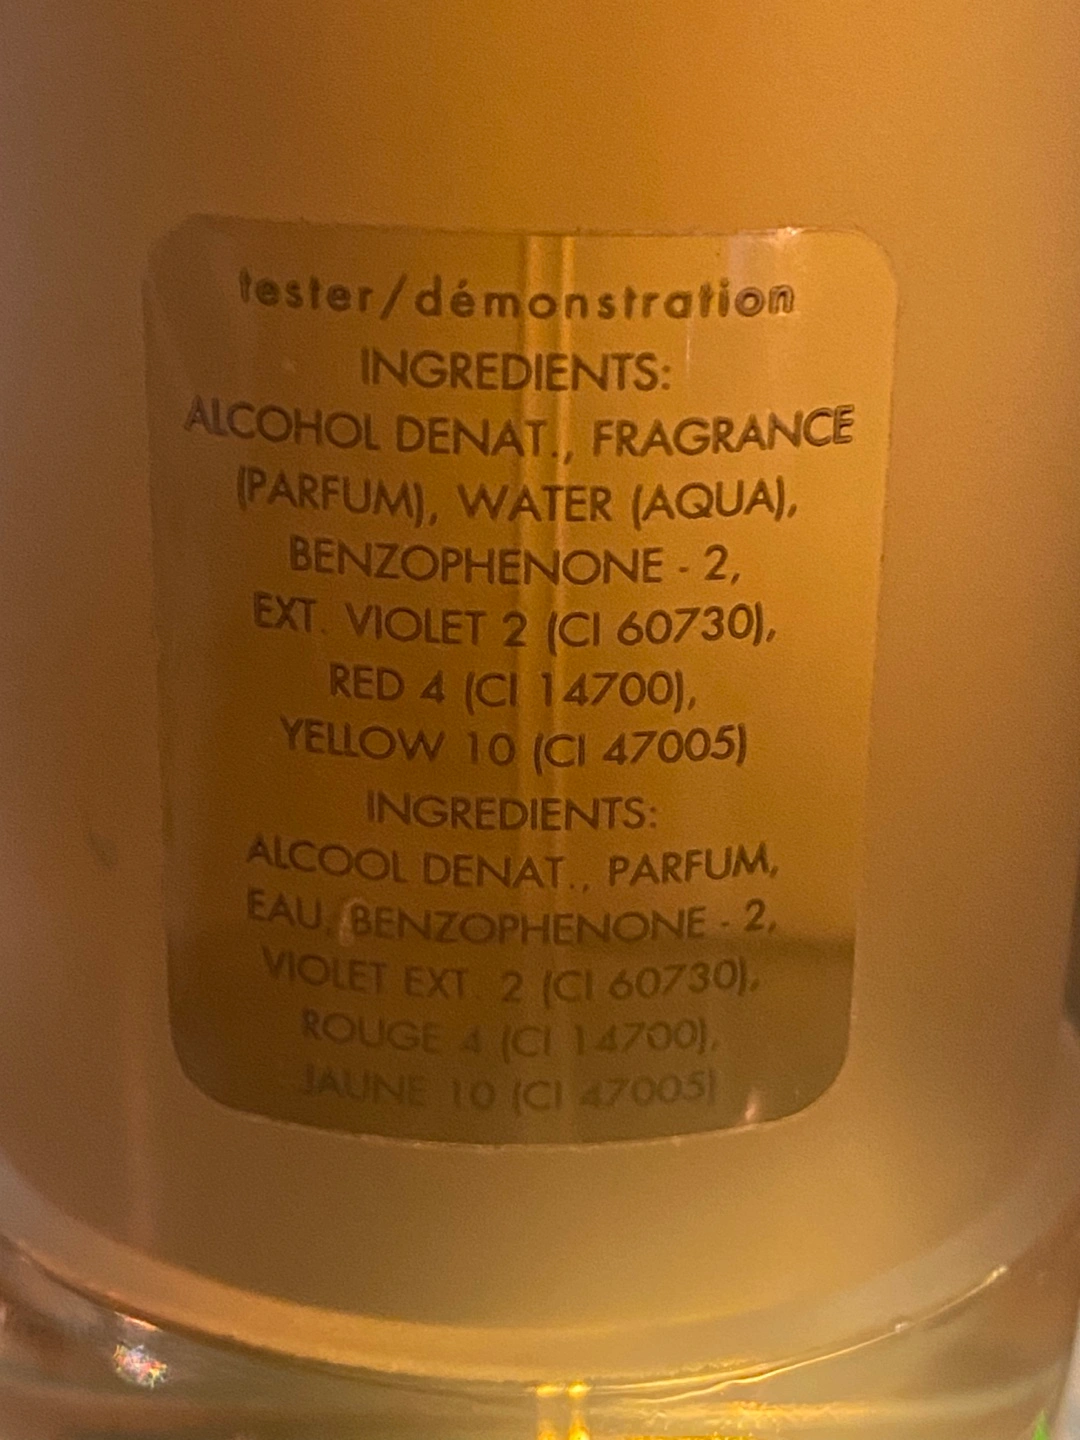 tester/démonstration
INGREDIENTS:
ALCOHOL DENAT., FRAGRANCE
(PARFUM), WATER (AQUA),
BENZOPHENONE - 2,
EXT. VIOLET 2 (CI 60730),
RED 4 (CI 14700),
YELLOW 10 (CI 47005)
INGREDIENTS:
ALCOOL DENAT., PARFUM,
EAU, BENZOPHENONE - 2,
VIOLET EXT. 2 (CI 60730),
ROUGE 4 (CI 14700),
JAUNE 10 (CI 47005)